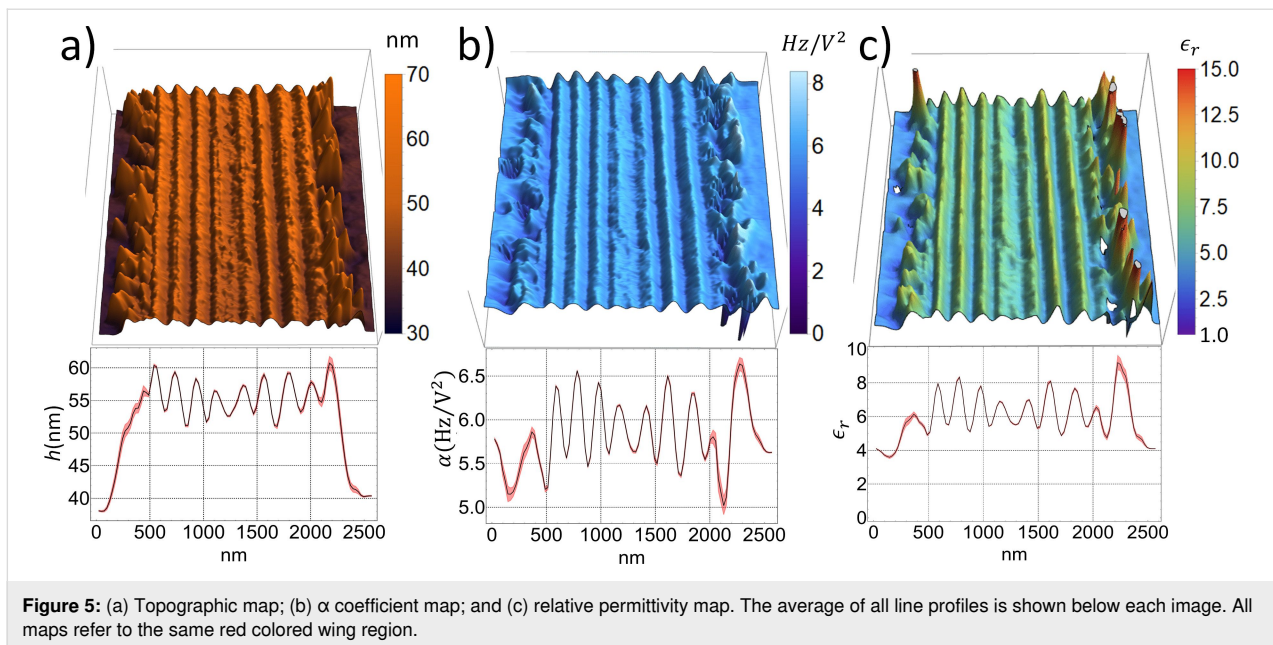 a)
nm
70
60
50
40
30
b)
Hz/V²
8
6
4
2
0
c)
ϵᵣ
15.0
12.5
10.0
7.5
5.0
2.5
1.0
h(nm)
60
55
50
45
40
0 500 1000 1500 2000 2500
nm
α(Hz/V²)
6.5
6.0
5.5
5.0
0 500 1000 1500 2000 2500
nm
ϵᵣ
10
8
6
4
2
0
0 500 1000 1500 2000 2500
nm
Figure 5: (a) Topographic map; (b) α coefficient map; and (c) relative permittivity map. The average of all line profiles is shown below each image. All
maps refer to the same red colored wing region.